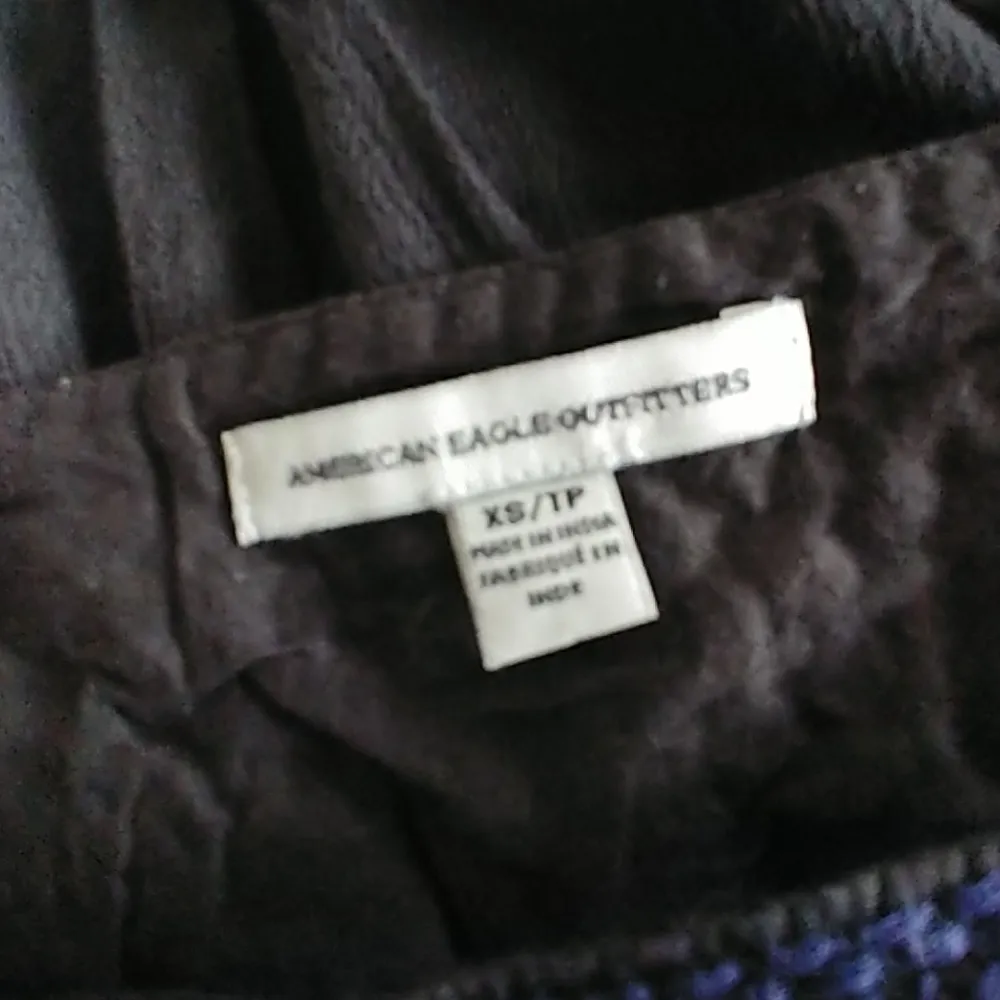 AMERICAN EAGLE OUTFITTERS
XS/TP
MADE IN INDIA
FABRIQUÉ EN
INDE